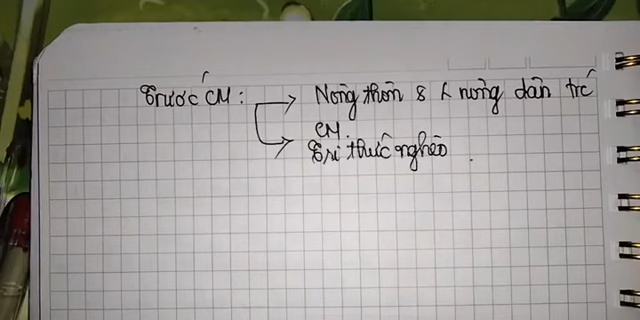 Trước CM: → Nông thôn & nông dân trc
CM.
→ Tri thức nghèo.